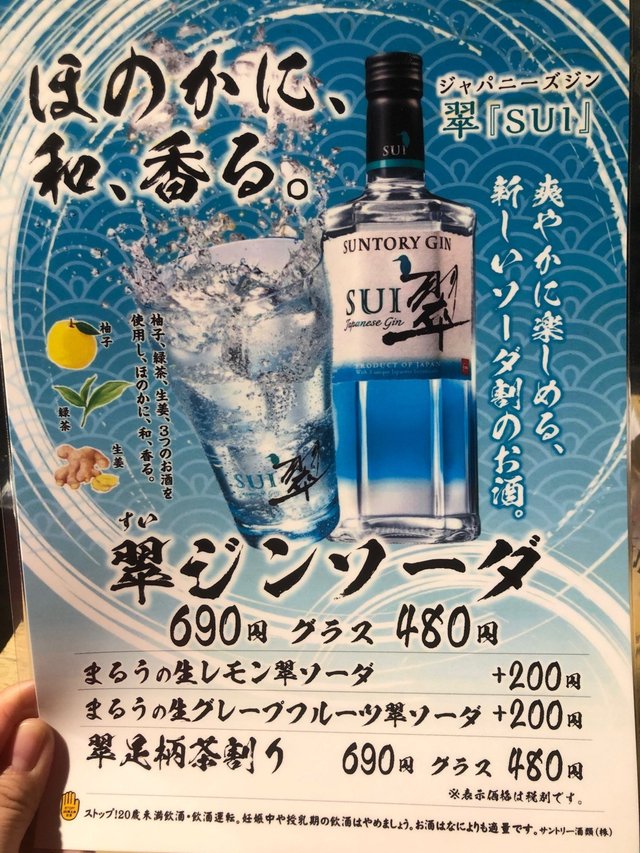 ほのかに、
和、香る。
ジャパニーズジン
翠『SUI』
爽やかに楽しめる、
新しいソーダ割のお酒。
SUI
SUNTORY GIN
SUI 翠
Japanese Gin
PRODUCT OF JAPAN
柚子
緑茶
生姜
柚子、緑茶、生姜、3つのお酒を
使用し、ほのかに、和、香る。
SUI 翠
すい
翠ジンソーダ
690円 グラス 480円
まるうの生レモン翠ソーダ +200円
まるうの生グレープフルーツ翠ソーダ +200円
翠足柄茶割り 690円 グラス 480円
※表示価格は税別です。
ストップ!20歳未満飲酒・飲酒運転。妊娠中や授乳期の飲酒はやめましょう。お酒はなによりも適量です。サントリー酒類(株)